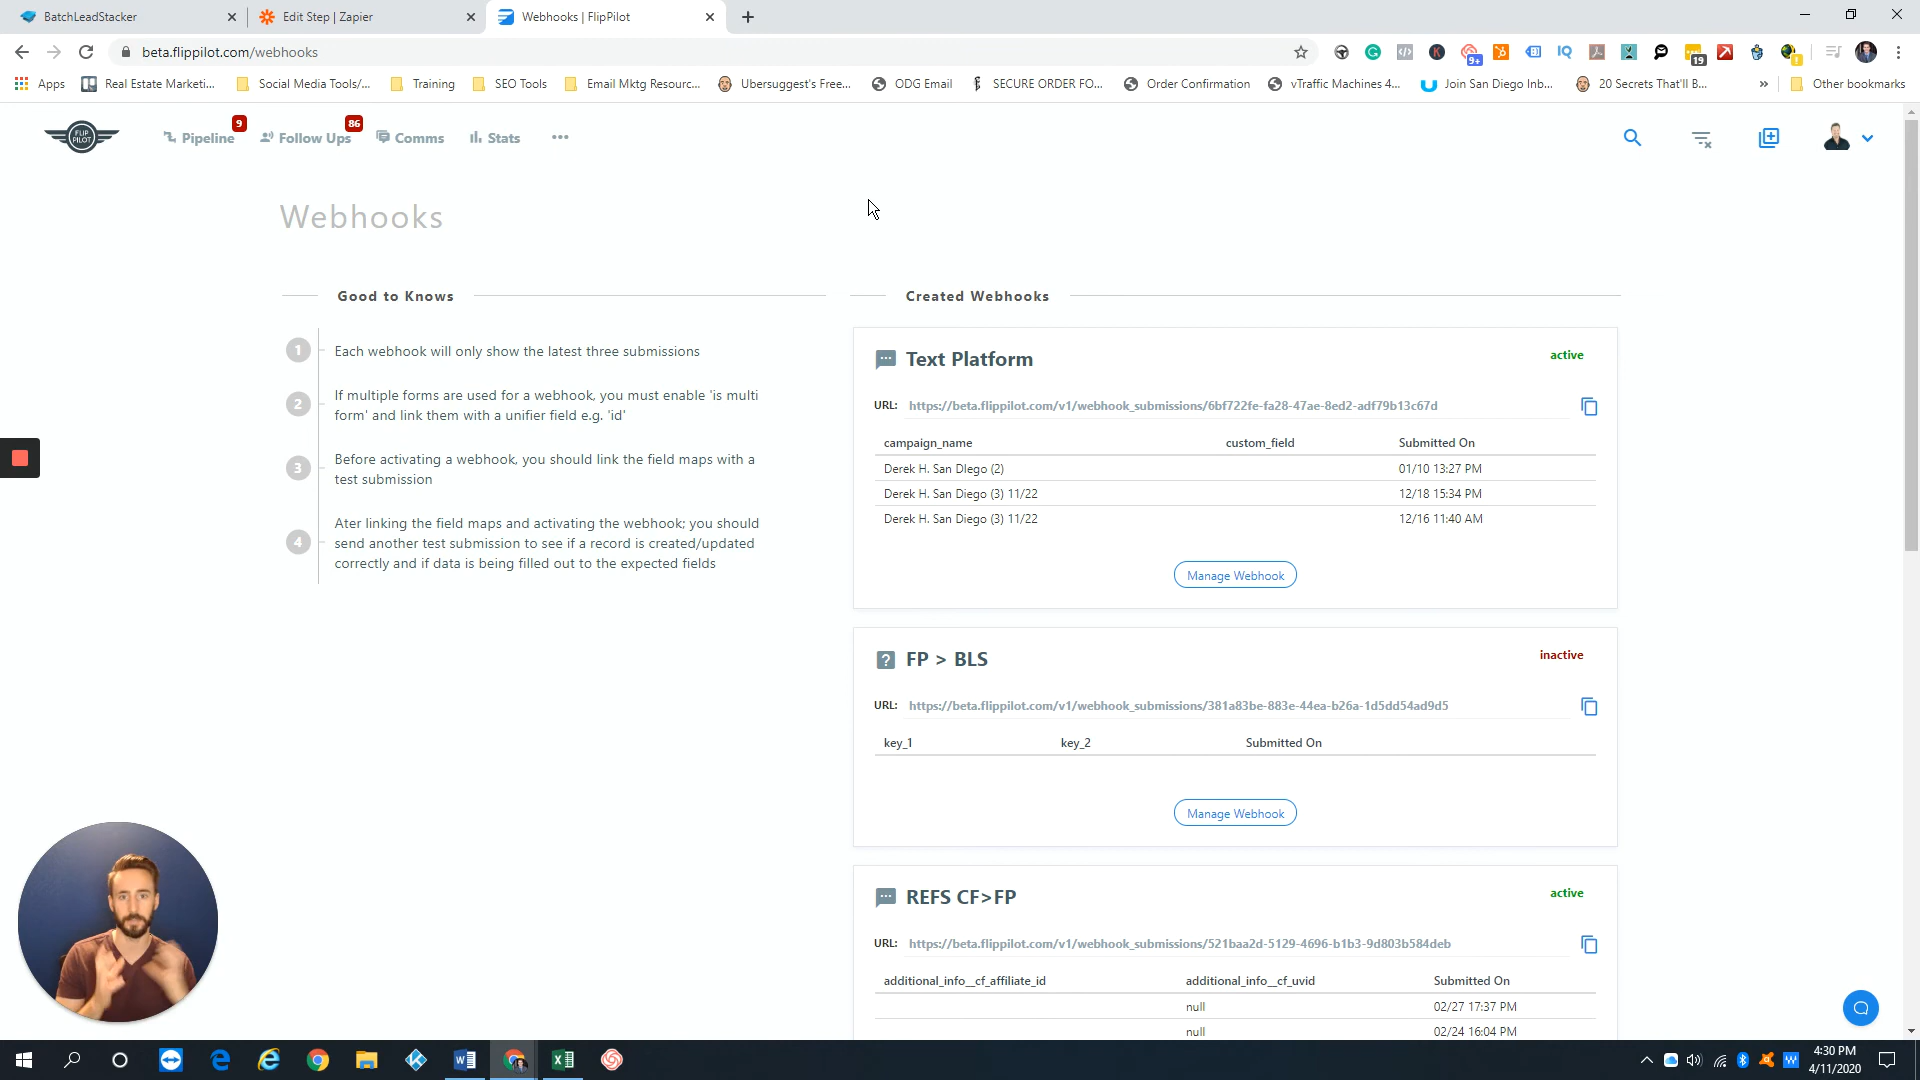 BatchLeadStacker
Edit Step | Zapier
Webhooks | FlipPilot
beta.flippilot.com/webhooks
9+
19
Apps
Real Estate Marketi...
Social Media Tools/...
Training
SEO Tools
Email Mktg Resourc...
Ubersuggest's Free...
ODG Email
SECURE ORDER FO...
Order Confirmation
vTraffic Machines 4...
Join San Diego Inb...
20 Secrets That'll B...
»
Other bookmarks
FLIP
PILOT
Pipeline
9
Follow Ups
86
Comms
Stats
Webhooks
Good to Knows
1
Each webhook will only show the latest three submissions
2
If multiple forms are used for a webhook, you must enable 'is multi
form' and link them with a unifier field e.g. 'id'
3
Before activating a webhook, you should link the field maps with a
test submission
4
Ater linking the field maps and activating the webhook; you should
send another test submission to see if a record is created/updated
correctly and if data is being filled out to the expected fields
Created Webhooks
Text Platform
active
URL: https://beta.flippilot.com/v1/webhook_submissions/6bf722fe-fa28-47ae-8ed2-adf79b13c67d
campaign_name custom_field Submitted On
Derek H. San DIego (2) 01/10 13:27 PM
Derek H. San Diego (3) 11/22 12/18 15:34 PM
Derek H. San Diego (3) 11/22 12/16 11:40 AM
Manage Webhook
FP > BLS
inactive
URL: https://beta.flippilot.com/v1/webhook_submissions/381a83be-883e-44ea-b26a-1d5dd54ad9d5
key_1 key_2 Submitted On
Manage Webhook
REFS CF>FP
active
URL: https://beta.flippilot.com/v1/webhook_submissions/521baa2d-5129-4696-b1b3-9d803b584deb
additional_info__cf_affiliate_id additional_info__cf_uvid Submitted On
null 02/27 17:37 PM
null 02/24 16:04 PM
4:30 PM
4/11/2020